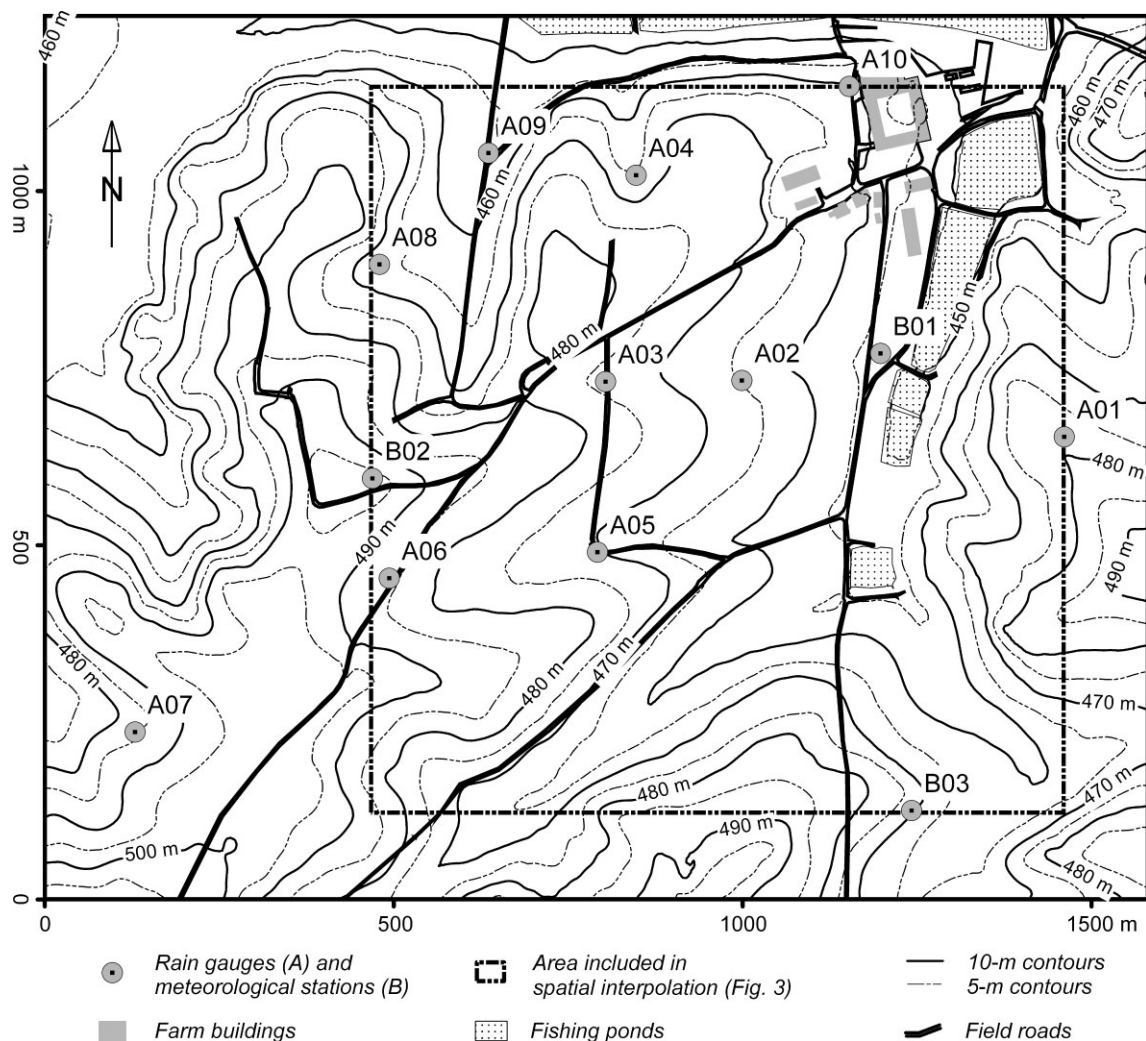 460 m
A10
460 m
470 m
A09
A04
1000 m
N
460 m
A08
450 m
B01
480 m
A03
A02
A01
B02
480 m
A05
490 m
500
A06
490 m
480 m
470 m
480 m
470 m
A07
480 m
B03
470 m
490 m
500 m
480 m
0
0
500
1000
1500 m
Rain gauges (A) and
meteorological stations (B)
Area included in
spatial interpolation (Fig. 3)
10-m contours
5-m contours
Farm buildings
Fishing ponds
Field roads